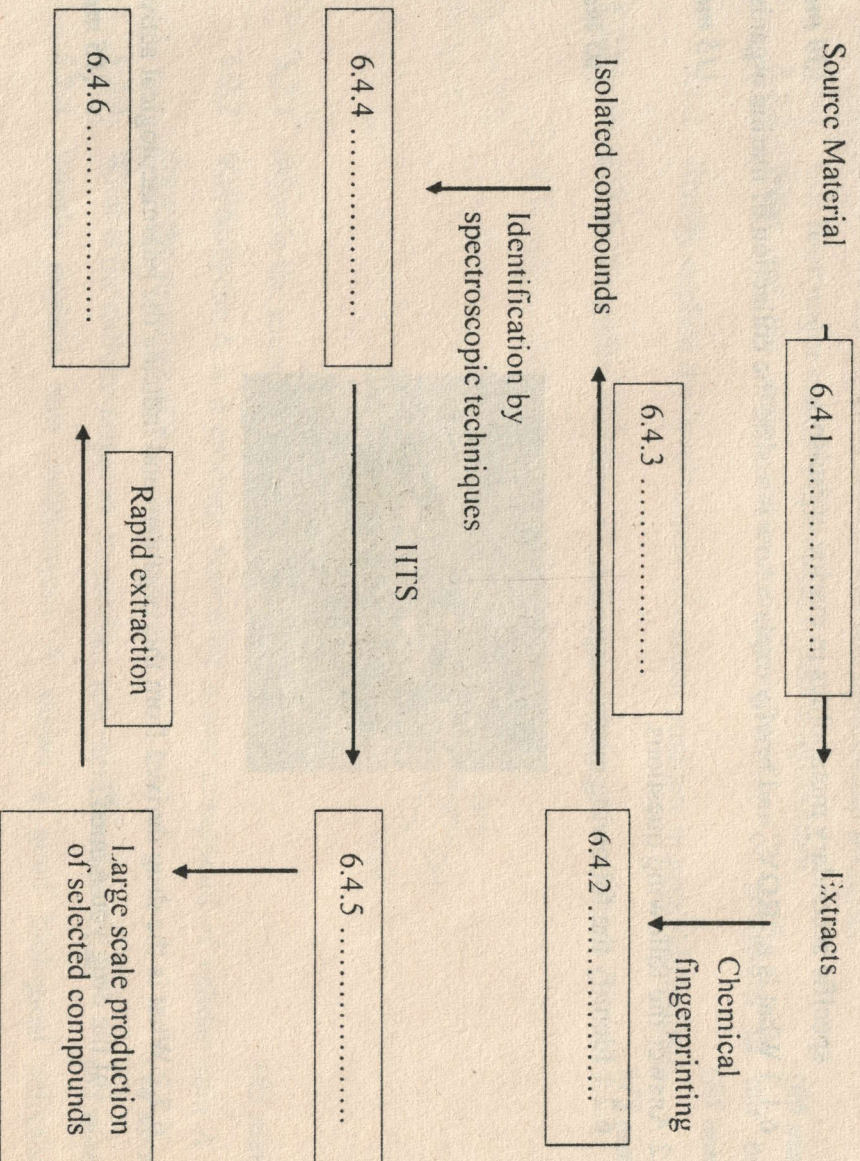 Source Material
6.4.1 ........................
Extracts
Chemical
fingerprinting
6.4.2 ........................
6.4.3 ........................
Isolated compounds
Identification by
spectroscopic techniques
6.4.4 ........................
HTS
6.4.5 ........................
Large scale production
of selected compounds
Rapid extraction
6.4.6 ........................